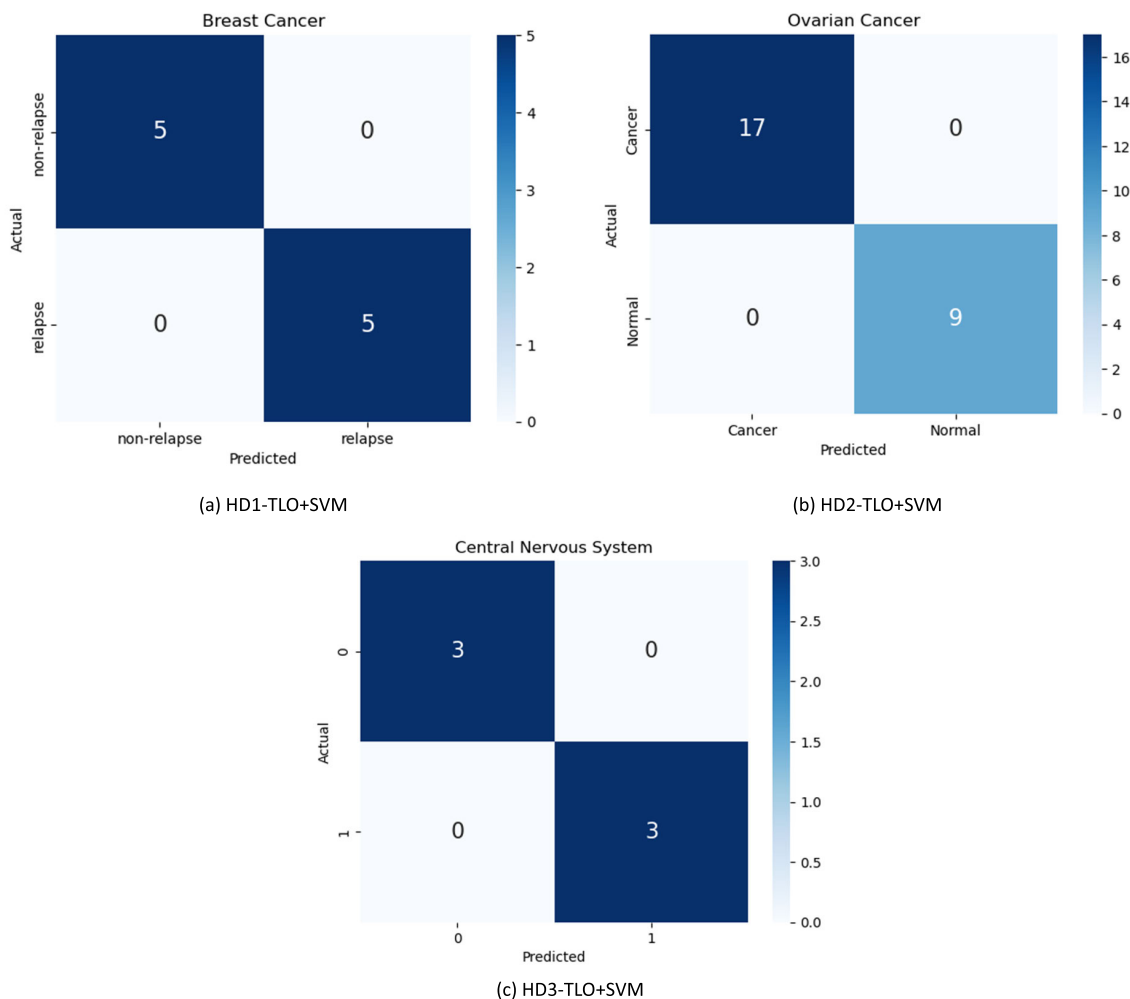 Breast Cancer
5
4
3
2
1
0
non-relapse
relapse
Actual
5 0
0 5
non-relapse relapse
Predicted
(a) HD1-TLO+SVM
Ovarian Cancer
16
14
12
10
8
6
4
2
0
Cancer
Normal
Actual
17 0
0 9
Cancer Normal
Predicted
(b) HD2-TLO+SVM
Central Nervous System
3.0
2.5
2.0
1.5
1.0
0.5
0.0
0
1
Actual
3 0
0 3
0 1
Predicted
(c) HD3-TLO+SVM